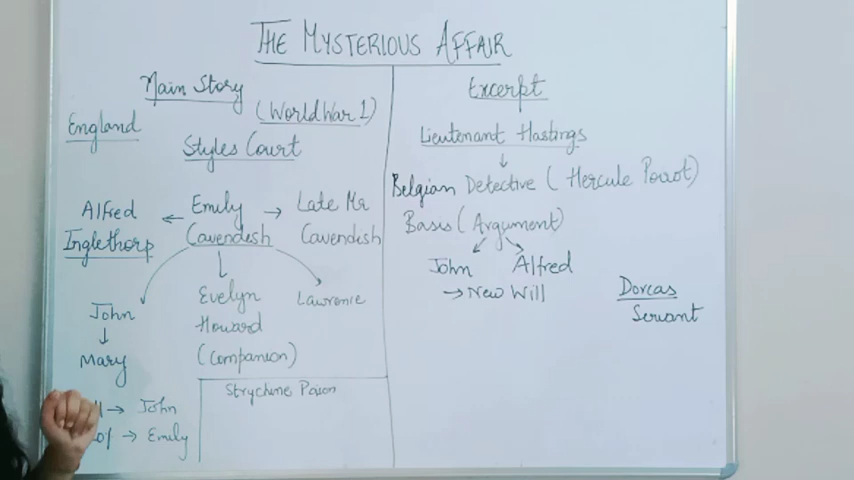 THE MYSTERIOUS AFFAIR
Main Story
(World War 1)
England
Styles Court
Alfred
Inglethorp
← Emily →
Cavendish
Late Mr
Cavendish
John
↓
Mary
Evelyn
Howard
(Companion)
Lawrence
Strychine Poison
→ John
→ Emily
Excerpt
Lieutenant Hastings
↓
Belgian Detective (Hercule Poirot)
Basis (Argument)
John Alfred
→ New Will
Dorcas
Servant